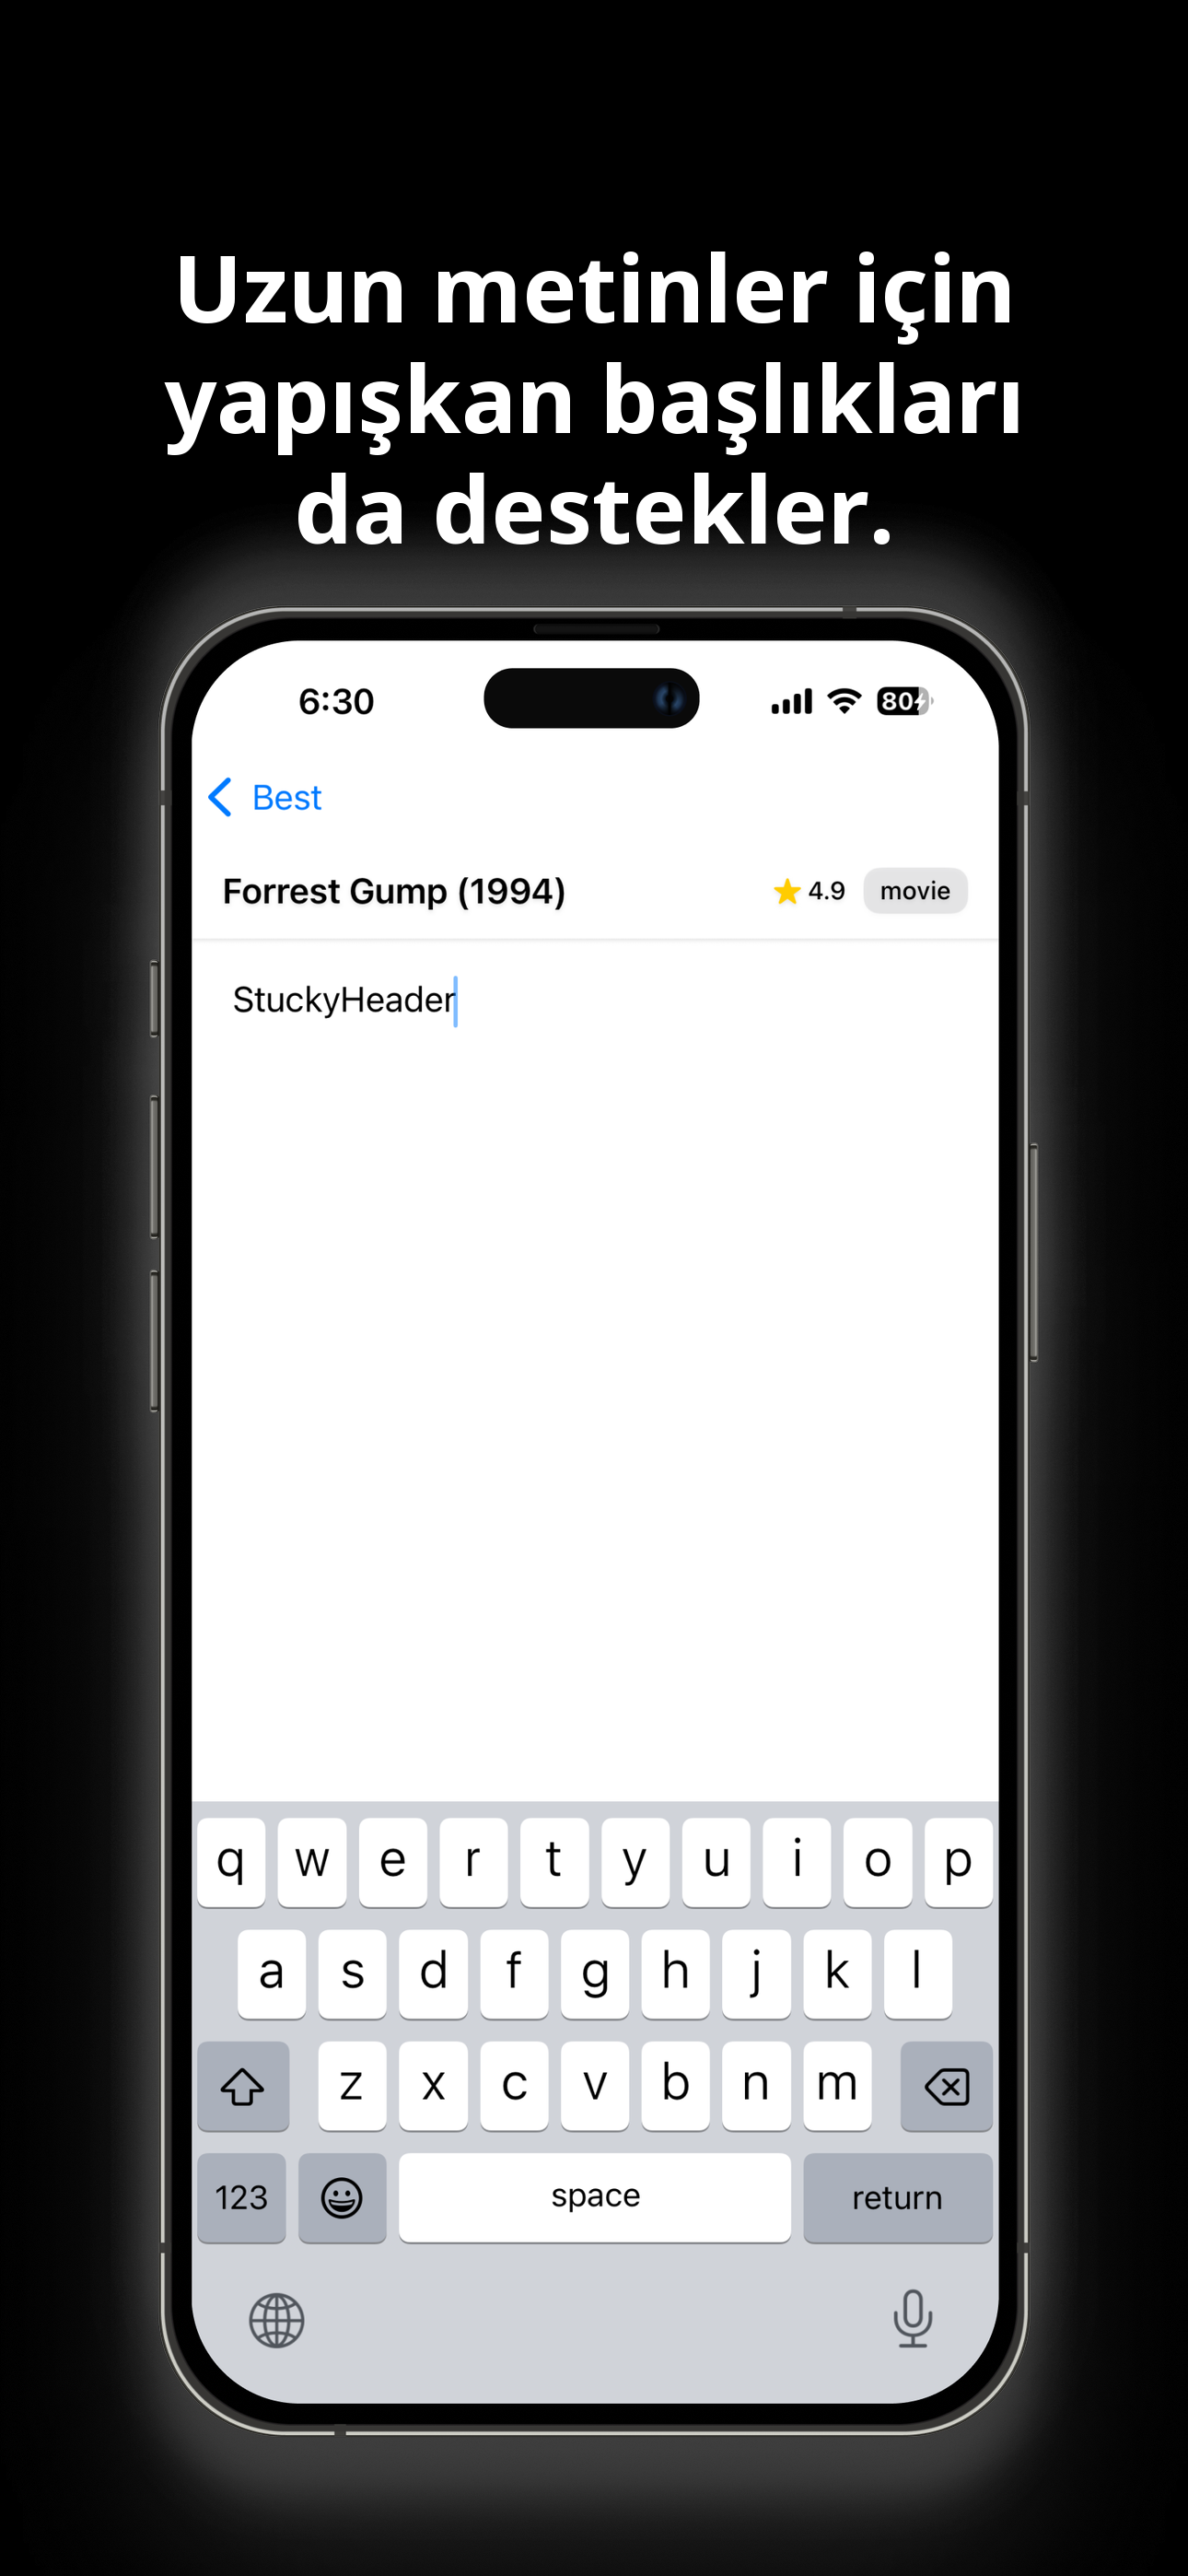 Uzun metinler için
yapışkan başlıkları
da destekler.
6:30
80
Best
Forrest Gump (1994)
4.9
movie
StuckyHeader
q w e r t y u i o p
a s d f g h j k l
z x c v b n m
123
space
return